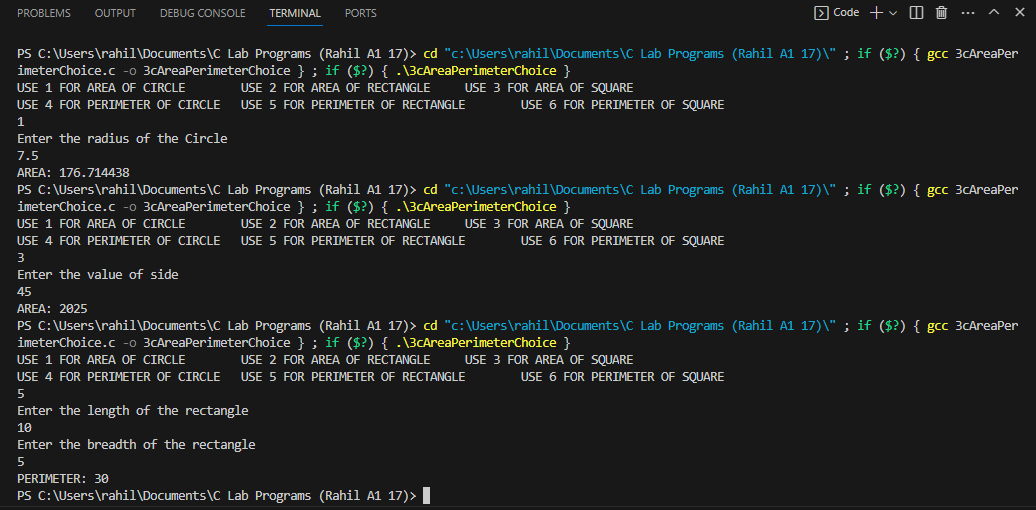 PROBLEMS OUTPUT DEBUG CONSOLE TERMINAL PORTS Code
PS C:\Users\rahil\Documents\C Lab Programs (Rahil A1 17)> cd "c:\Users\rahil\Documents\C Lab Programs (Rahil A1 17)\" ; if ($?) { gcc 3cAreaPer
imeterChoice.c -o 3cAreaPerimeterChoice } ; if ($?) { .\3cAreaPerimeterChoice }
USE 1 FOR AREA OF CIRCLE USE 2 FOR AREA OF RECTANGLE USE 3 FOR AREA OF SQUARE
USE 4 FOR PERIMETER OF CIRCLE USE 5 FOR PERIMETER OF RECTANGLE USE 6 FOR PERIMETER OF SQUARE
1
Enter the radius of the Circle
7.5
AREA: 176.714438
PS C:\Users\rahil\Documents\C Lab Programs (Rahil A1 17)> cd "c:\Users\rahil\Documents\C Lab Programs (Rahil A1 17)\" ; if ($?) { gcc 3cAreaPer
imeterChoice.c -o 3cAreaPerimeterChoice } ; if ($?) { .\3cAreaPerimeterChoice }
USE 1 FOR AREA OF CIRCLE USE 2 FOR AREA OF RECTANGLE USE 3 FOR AREA OF SQUARE
USE 4 FOR PERIMETER OF CIRCLE USE 5 FOR PERIMETER OF RECTANGLE USE 6 FOR PERIMETER OF SQUARE
3
Enter the value of side
45
AREA: 2025
PS C:\Users\rahil\Documents\C Lab Programs (Rahil A1 17)> cd "c:\Users\rahil\Documents\C Lab Programs (Rahil A1 17)\" ; if ($?) { gcc 3cAreaPer
imeterChoice.c -o 3cAreaPerimeterChoice } ; if ($?) { .\3cAreaPerimeterChoice }
USE 1 FOR AREA OF CIRCLE USE 2 FOR AREA OF RECTANGLE USE 3 FOR AREA OF SQUARE
USE 4 FOR PERIMETER OF CIRCLE USE 5 FOR PERIMETER OF RECTANGLE USE 6 FOR PERIMETER OF SQUARE
5
Enter the length of the rectangle
10
Enter the breadth of the rectangle
5
PERIMETER: 30
PS C:\Users\rahil\Documents\C Lab Programs (Rahil A1 17)>